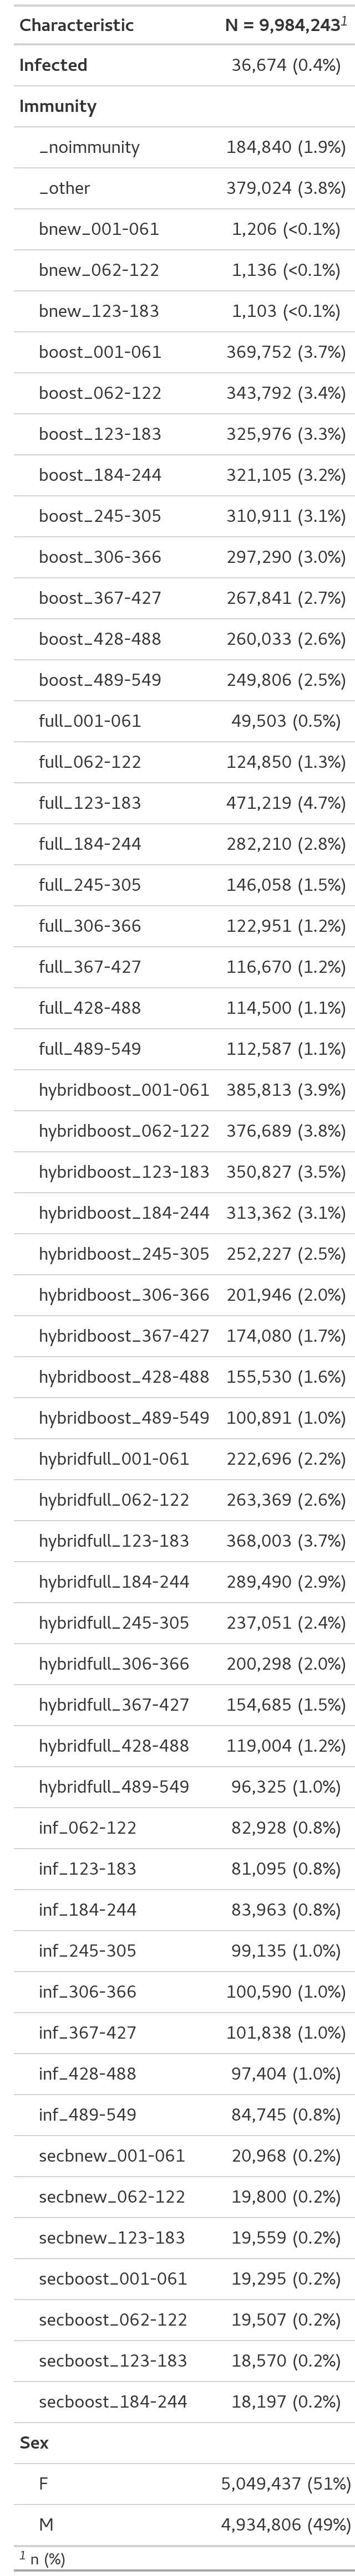 Characteristic N = 9,984,243¹
Infected 36,674 (0.4%)
Immunity
_noimmunity 184,840 (1.9%)
_other 379,024 (3.8%)
bnew_001-061 1,206 (<0.1%)
bnew_062-122 1,136 (<0.1%)
bnew_123-183 1,103 (<0.1%)
boost_001-061 369,752 (3.7%)
boost_062-122 343,792 (3.4%)
boost_123-183 325,976 (3.3%)
boost_184-244 321,105 (3.2%)
boost_245-305 310,911 (3.1%)
boost_306-366 297,290 (3.0%)
boost_367-427 267,841 (2.7%)
boost_428-488 260,033 (2.6%)
boost_489-549 249,806 (2.5%)
full_001-061 49,503 (0.5%)
full_062-122 124,850 (1.3%)
full_123-183 471,219 (4.7%)
full_184-244 282,210 (2.8%)
full_245-305 146,058 (1.5%)
full_306-366 122,951 (1.2%)
full_367-427 116,670 (1.2%)
full_428-488 114,500 (1.1%)
full_489-549 112,587 (1.1%)
hybridboost_001-061 385,813 (3.9%)
hybridboost_062-122 376,689 (3.8%)
hybridboost_123-183 350,827 (3.5%)
hybridboost_184-244 313,362 (3.1%)
hybridboost_245-305 252,227 (2.5%)
hybridboost_306-366 201,946 (2.0%)
hybridboost_367-427 174,080 (1.7%)
hybridboost_428-488 155,530 (1.6%)
hybridboost_489-549 100,891 (1.0%)
hybridfull_001-061 222,696 (2.2%)
hybridfull_062-122 263,369 (2.6%)
hybridfull_123-183 368,003 (3.7%)
hybridfull_184-244 289,490 (2.9%)
hybridfull_245-305 237,051 (2.4%)
hybridfull_306-366 200,298 (2.0%)
hybridfull_367-427 154,685 (1.5%)
hybridfull_428-488 119,004 (1.2%)
hybridfull_489-549 96,325 (1.0%)
inf_062-122 82,928 (0.8%)
inf_123-183 81,095 (0.8%)
inf_184-244 83,963 (0.8%)
inf_245-305 99,135 (1.0%)
inf_306-366 100,590 (1.0%)
inf_367-427 101,838 (1.0%)
inf_428-488 97,404 (1.0%)
inf_489-549 84,745 (0.8%)
secbnew_001-061 20,968 (0.2%)
secbnew_062-122 19,800 (0.2%)
secbnew_123-183 19,559 (0.2%)
secboost_001-061 19,295 (0.2%)
secboost_062-122 19,507 (0.2%)
secboost_123-183 18,570 (0.2%)
secboost_184-244 18,197 (0.2%)
Sex
F 5,049,437 (51%)
M 4,934,806 (49%)
¹ n (%)